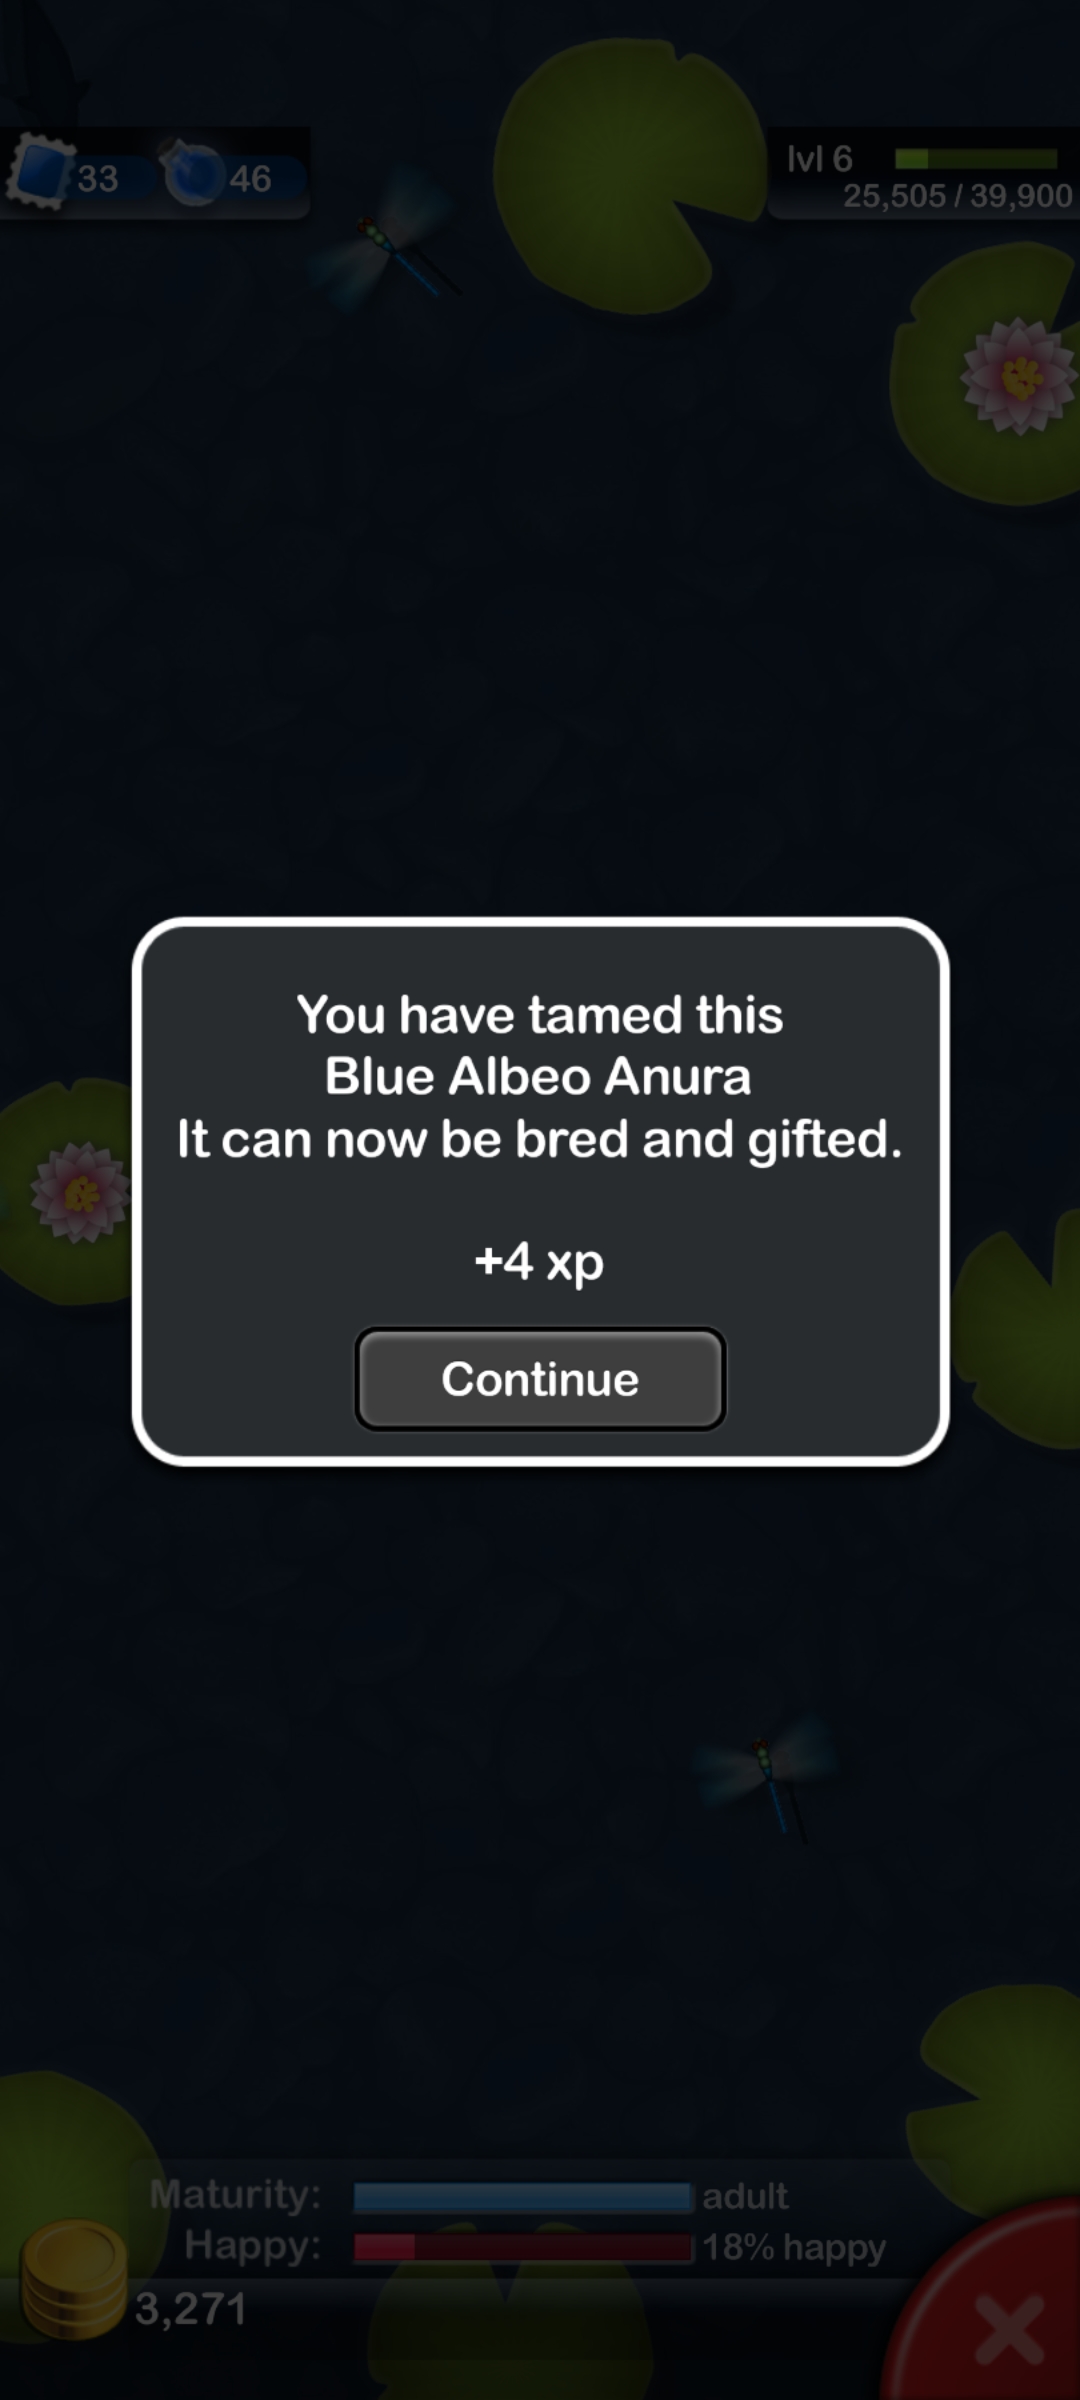 33
46
lvl 6
25,505 / 39,900
You have tamed this
Blue Albeo Anura
It can now be bred and gifted.
+4 xp
Continue
Maturity: adult
Happy: 18% happy
3,271